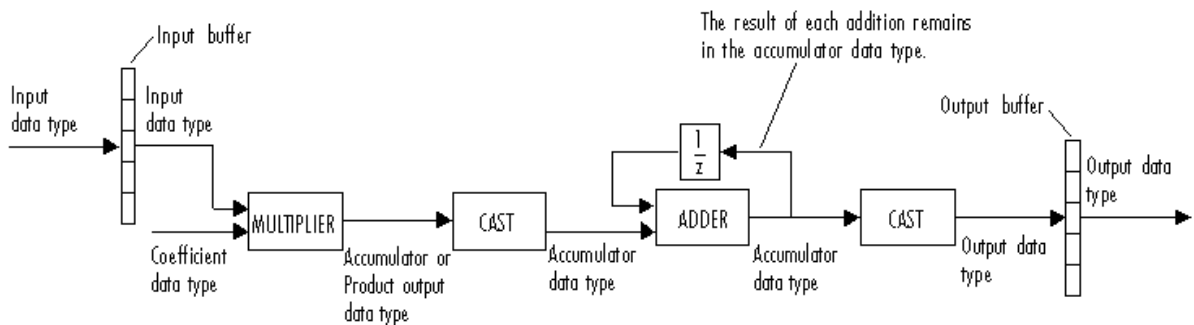 The result of each addition remains
in the accumulator data type.
Input buffer
Input
data type
Input
data type
Output buffer
1
z
Output data
type
MULTIPLIER
CAST
ADDER
CAST
Coefficient
data type
Accumulator or
Product output
data type
Accumulator
data type
Accumulator
data type
Output data
type